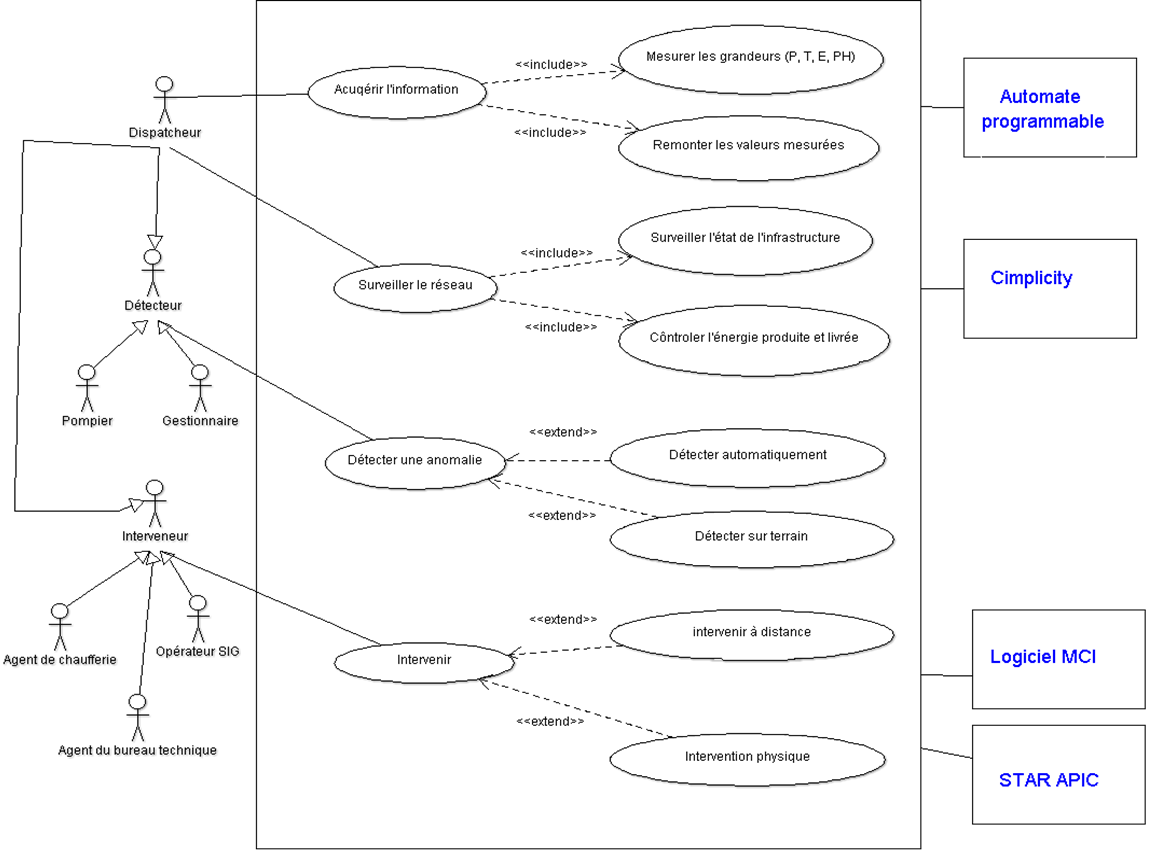 Dispatcheur
Acuqérir l'information
<<include>>
Mesurer les grandeurs (P, T, E, PH)
<<include>>
Remonter les valeurs mesurées
Automate
programmable
Détecteur
Pompier
Gestionnaire
Surveiller le réseau
<<include>>
Surveiller l'état de l'infrastructure
<<include>>
Côntroler l'énergie produite et livrée
Cimplicity
Détecter une anomalie
<<extend>>
Détecter automatiquement
<<extend>>
Détecter sur terrain
Interveneur
Agent de chaufferie
Opérateur SIG
Agent du bureau technique
Intervenir
<<extend>>
intervenir à distance
<<extend>>
Intervention physique
Logiciel MCI
STAR APIC